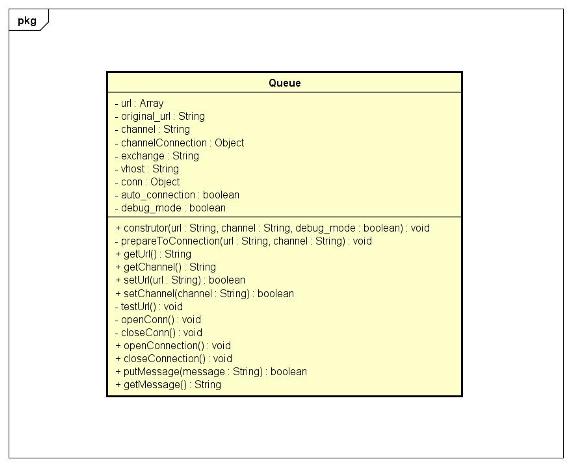 pkg
Queue
- url : Array
- original_url : String
- channel : String
- channelConnection : Object
- exchange : String
- vhost : String
- conn : Object
- auto_connection : boolean
- debug_mode : boolean
+ construtor(url : String, channel : String, debug_mode : boolean) : void
- prepareToConnection(url : String, channel : String) : void
+ getUrl() : String
+ getChannel() : String
+ setUrl(url : String) : boolean
+ setChannel(channel : String) : boolean
- testUrl() : void
- openConn() : void
- closeConn() : void
+ openConnection() : void
+ closeConnection() : void
+ putMessage(message : String) : boolean
+ getMessage() : String